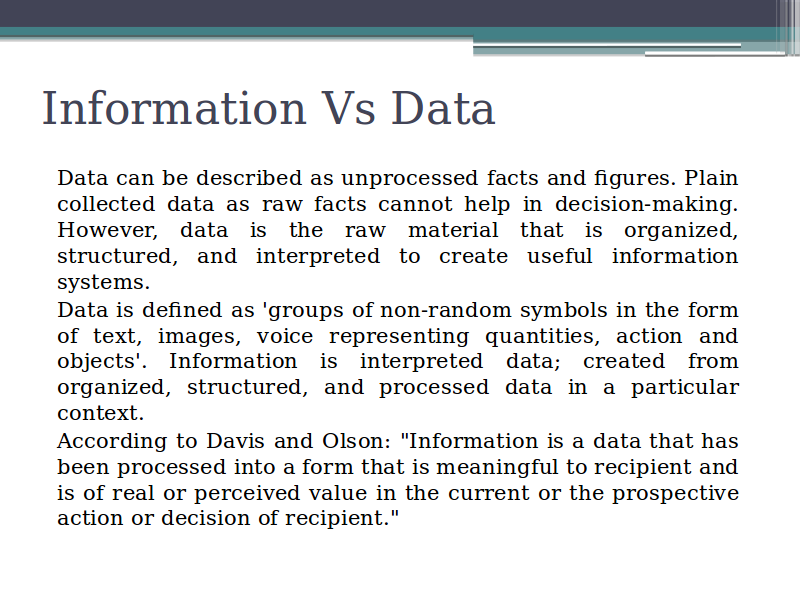 Information Vs Data
Data can be described as unprocessed facts and figures. Plain
collected data as raw facts cannot help in decision-making.
However, data is the raw material that is organized,
structured, and interpreted to create useful information
systems.
Data is defined as 'groups of non-random symbols in the form
of text, images, voice representing quantities, action and
objects'. Information is interpreted data; created from
organized, structured, and processed data in a particular
context.
According to Davis and Olson: "Information is a data that has
been processed into a form that is meaningful to recipient and
is of real or perceived value in the current or the prospective
action or decision of recipient."